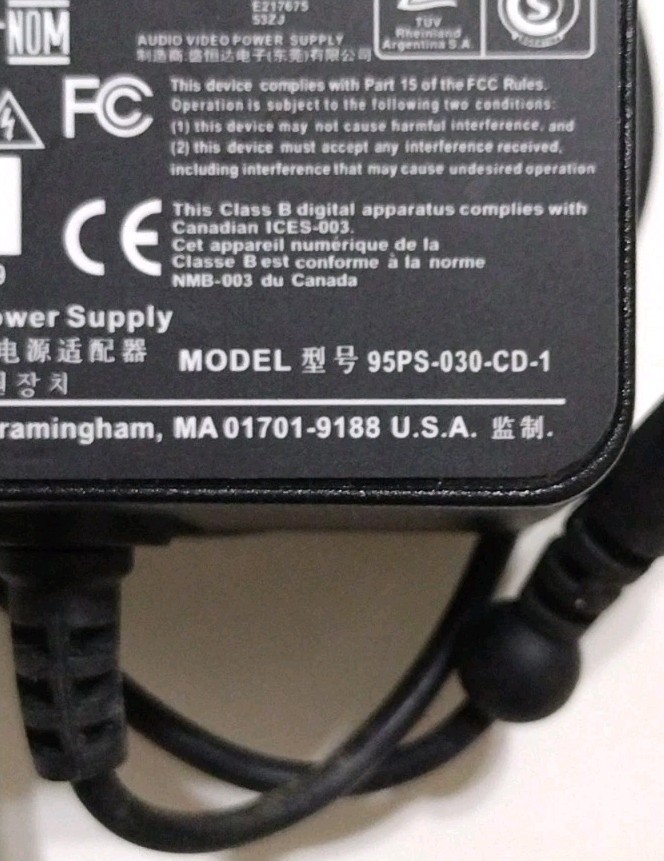 E217675
53ZJ
NOM
TUV
Rheinland
Argentina S.A.
S
AUDIO VIDEO POWER SUPPLY
制造商:盛恒达电子(东莞)有限公司
FC
This device complies with Part 15 of the FCC Rules.
Operation is subject to the following two conditions:
(1) this device may not cause harmful interference, and
(2) this device must accept any interference received,
including interference that may cause undesired operation
CE
This Class B digital apparatus complies with
Canadian ICES-003.
Cet appareil numérique de la
Classe B est conforme à la norme
NMB-003 du Canada
9
ower Supply
电源适配器
장치
MODEL 型号 95PS-030-CD-1
ramingham, MA 01701-9188 U.S.A. 监制.